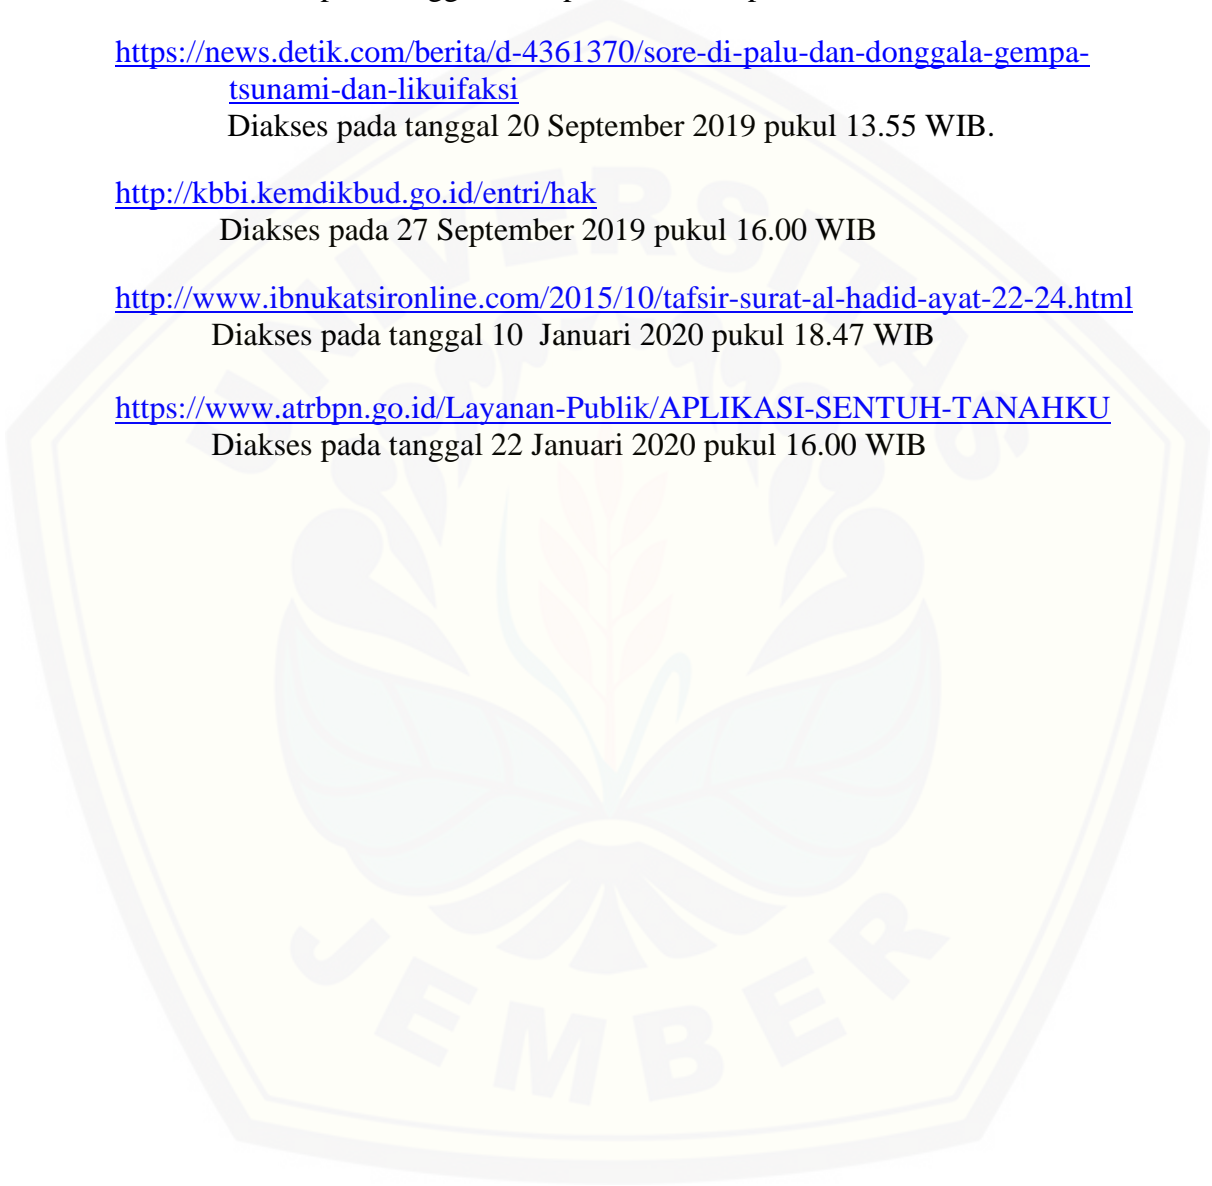 https://news.detik.com/berita/d-4361370/sore-di-palu-dan-donggala-gempa-
tsunami-dan-likuifaksi
Diakses pada tanggal 20 September 2019 pukul 13.55 WIB.
http://kbbi.kemdikbud.go.id/entri/hak
Diakses pada 27 September 2019 pukul 16.00 WIB
http://www.ibnukatsironline.com/2015/10/tafsir-surat-al-hadid-ayat-22-24.html
Diakses pada tanggal 10 Januari 2020 pukul 18.47 WIB
https://www.atrbpn.go.id/Layanan-Publik/APLIKASI-SENTUH-TANAHKU
Diakses pada tanggal 22 Januari 2020 pukul 16.00 WIB
UNIVERSITAS
JEMBER